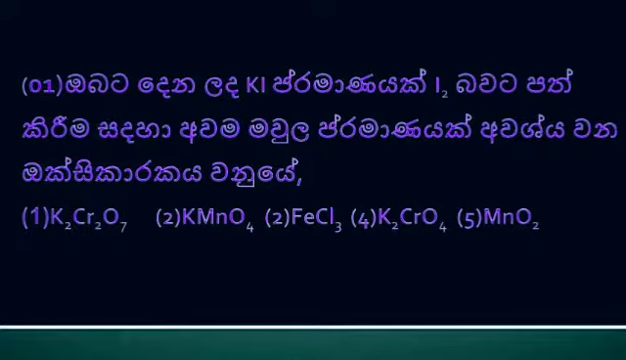 (01)ඔබට දෙන ලද KI ප්රමාණයක් I₂ බවට පත්
කිරීම සදහා අවම මවුල ප්රමාණයක් අවශ්ය වන
ඔක්සිකාරකය වනුයේ,
(1)K₂Cr₂O₇ (2)KMnO₄ (2)FeCl₃ (4)K₂CrO₄ (5)MnO₂